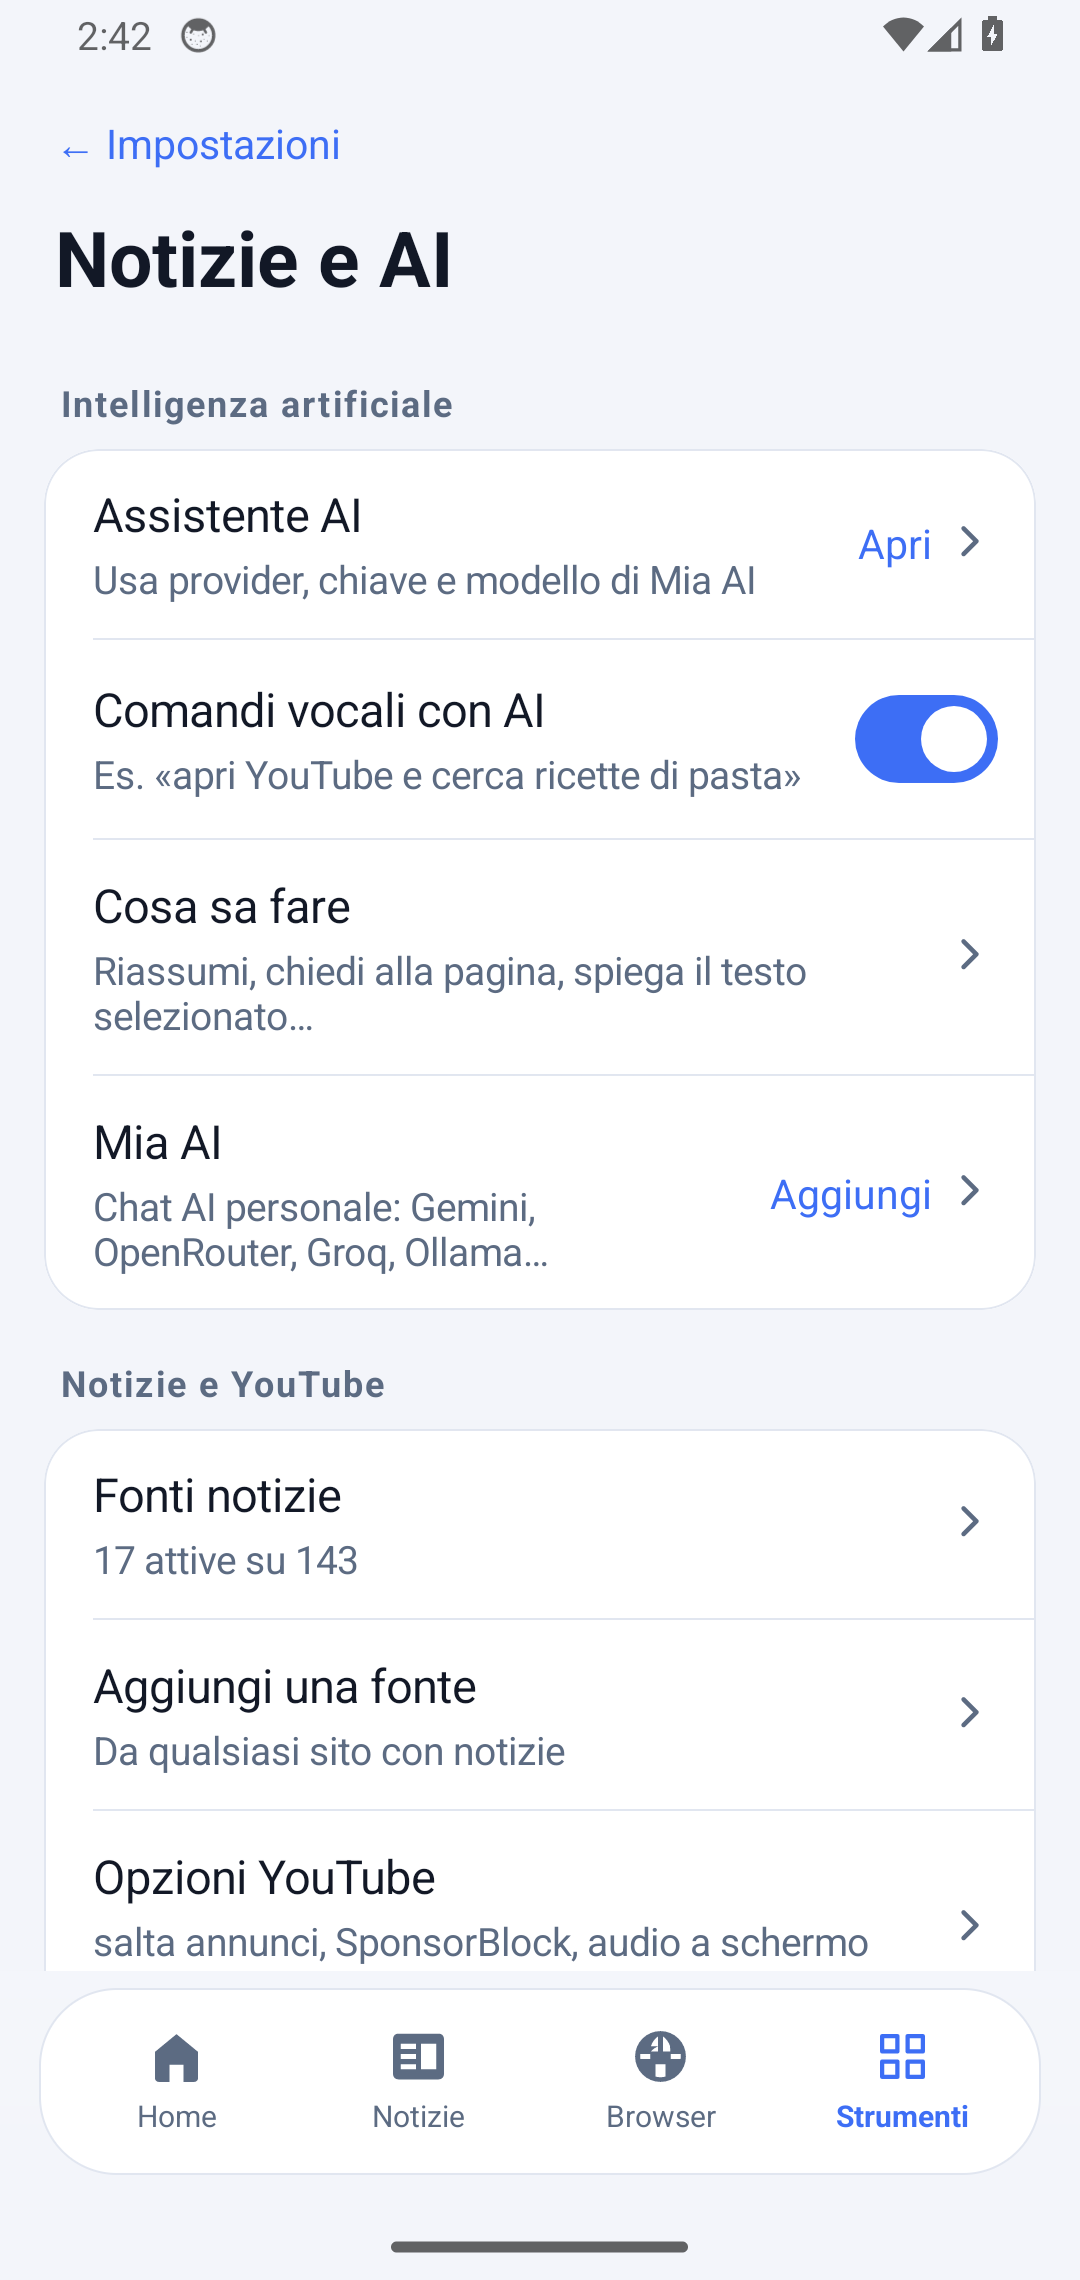 2:42
← Impostazioni
Notizie e AI
Intelligenza artificiale
Assistente AI
Usa provider, chiave e modello di Mia AI
Apri
Comandi vocali con AI
Es. «apri YouTube e cerca ricette di pasta»
Cosa sa fare
Riassumi, chiedi alla pagina, spiega il testo
selezionato…
Mia AI
Chat AI personale: Gemini,
OpenRouter, Groq, Ollama…
Aggiungi
Notizie e YouTube
Fonti notizie
17 attive su 143
Aggiungi una fonte
Da qualsiasi sito con notizie
Opzioni YouTube
salta annunci, SponsorBlock, audio a schermo
Home
Notizie
Browser
Strumenti